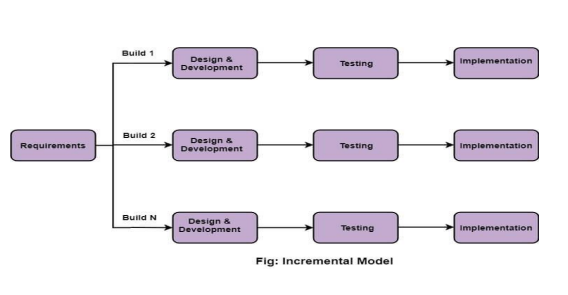 Build 1
Design &
Development
Testing
Implementation
Requirements
Build 2
Design &
Development
Testing
Implementation
Build N
Design &
Development
Testing
Implementation
Fig: Incremental Model